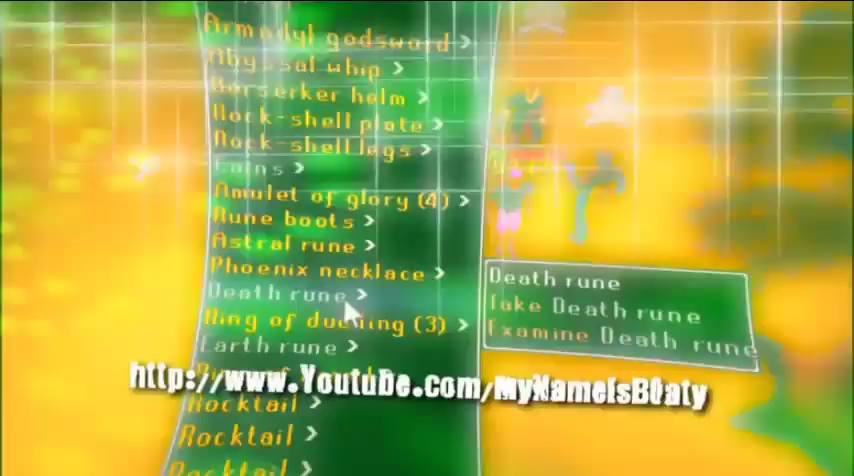 Armadyl godsword >
Abyssal whip >
Berserker helm >
Rock-shell plate >
Rock-shell legs >
Coins >
Amulet of glory (4) >
Rune boots >
Astral rune >
Phoenix necklace >
Death rune >
Ring of duelling (3) >
Earth rune >
Rocktail >
Rocktail >
Rocktail >
Death rune
Take Death rune
Examine Death rune
http://www.Youtube.com/MyNameIsB0aty